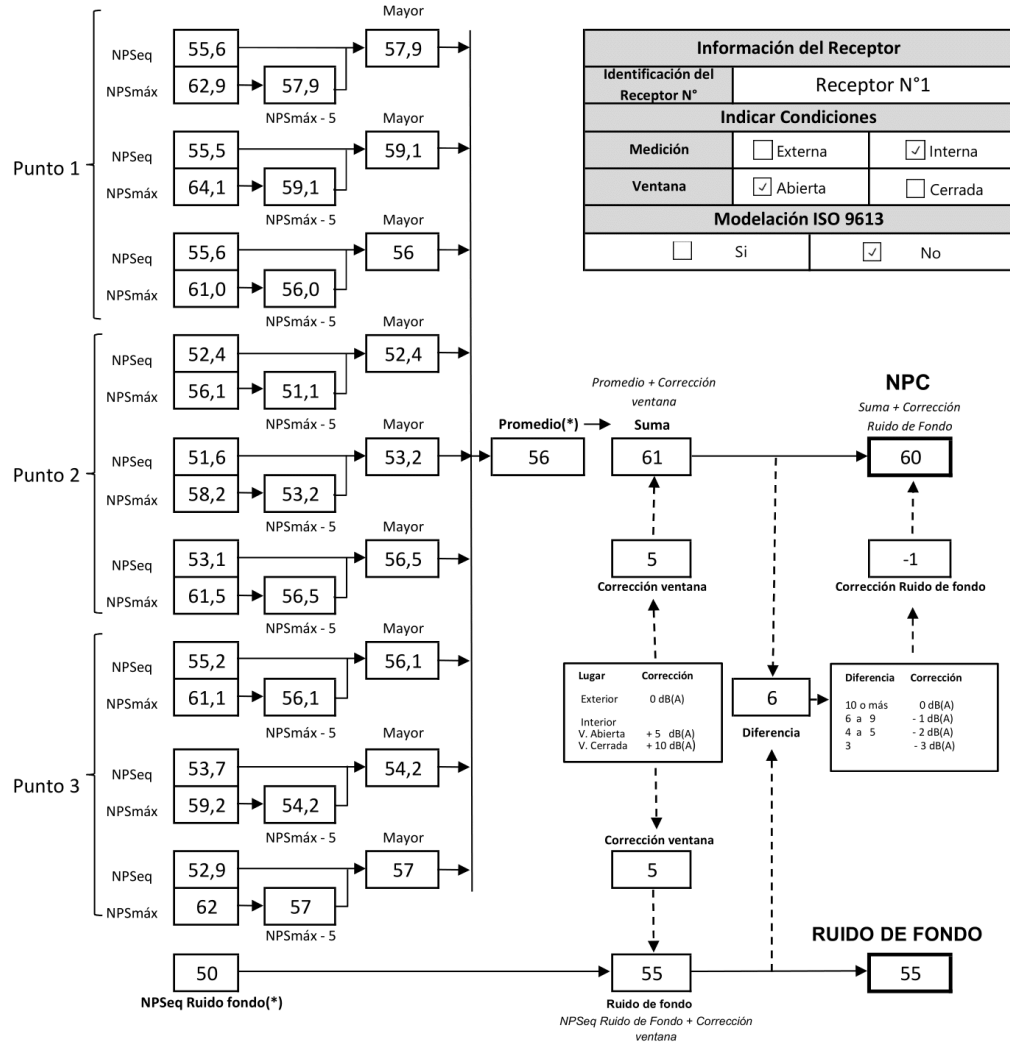 Mayor
NPSeq 55,6 57,9
NPSmáx 62,9 57,9
NPSmáx - 5
Mayor
NPSeq 55,5 59,1
NPSmáx 64,1 59,1
NPSmáx - 5
Punto 1
Mayor
NPSeq 55,6 56
NPSmáx 61,0 56,0
NPSmáx - 5
Mayor
NPSeq 52,4 52,4
NPSmáx 56,1 51,1
NPSmáx - 5
Mayor
NPSeq 51,6 53,2
NPSmáx 58,2 53,2
NPSmáx - 5
Punto 2
Mayor
NPSeq 53,1 56,5
NPSmáx 61,5 56,5
NPSmáx - 5
Mayor
NPSeq 55,2 56,1
NPSmáx 61,1 56,1
NPSmáx - 5
Mayor
NPSeq 53,7 54,2
NPSmáx 59,2 54,2
NPSmáx - 5
Punto 3
Mayor
NPSeq 52,9 57
NPSmáx 62 57
NPSmáx - 5
50
NPSeq Ruido fondo(*)
Información del Receptor
Identificación del
Receptor N°
Receptor N°1
Indicar Condiciones
Medición Externa ✓ Interna
Ventana ✓ Abierta Cerrada
Modelación ISO 9613
Si ✓ No
Promedio(*)
56
Promedio + Corrección
ventana
Suma
61
NPC
Suma + Corrección
Ruido de Fondo
60
5
Corrección ventana
-1
Corrección Ruido de fondo
Lugar Corrección
Exterior 0 dB(A)
Interior
V. Abierta + 5 dB(A)
V. Cerrada + 10 dB(A)
6
Diferencia
Diferencia Corrección
10 o más 0 dB(A)
6 a 9 - 1 dB(A)
4 a 5 - 2 dB(A)
3 - 3 dB(A)
Corrección ventana
5
55
Ruido de fondo
NPSeq Ruido de Fondo + Corrección
ventana
RUIDO DE FONDO
55